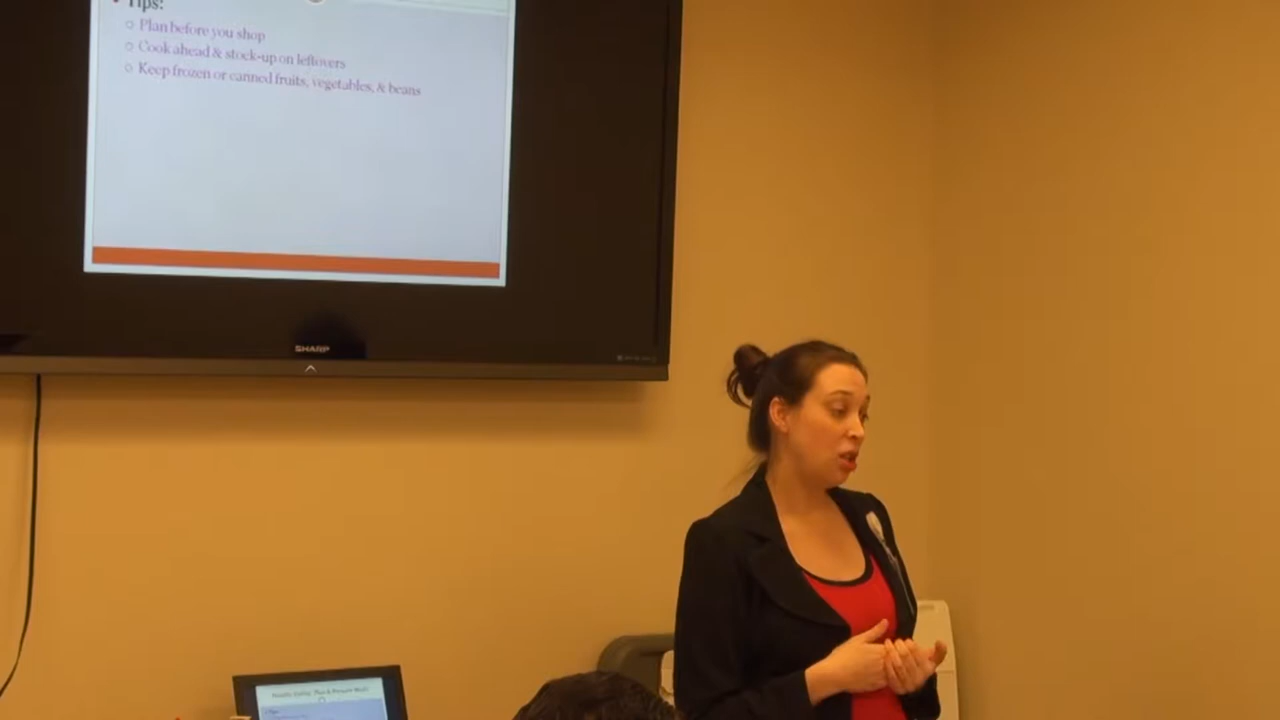 Tips:
Plan before you shop
Cook ahead & stock-up on leftovers
Keep frozen or canned fruits, vegetables, & beans
SHARP